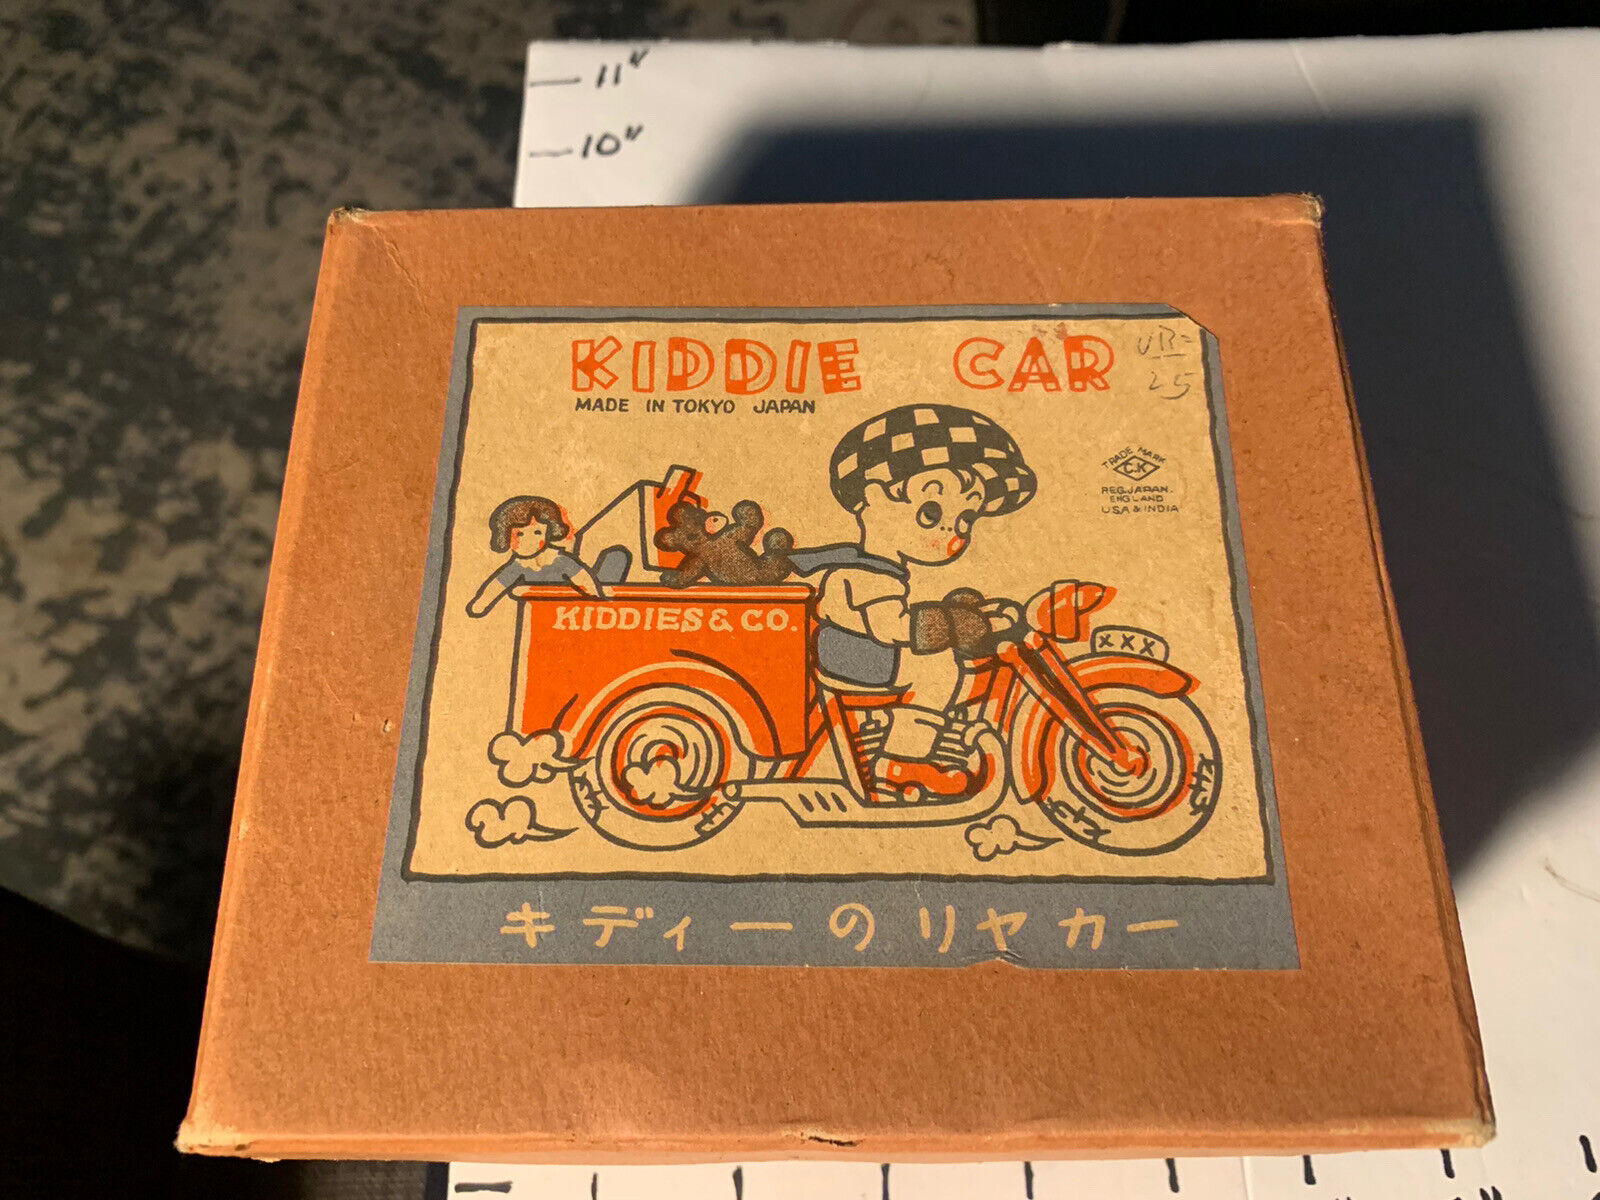 11"
10"
KIDDIE CAR
MADE IN TOKYO JAPAN
25
TRADE MARK
C.K
REG.JAPAN.
ENGLAND
USA & INDIA
KIDDIES & CO.
XXX
キディーのリヤカー